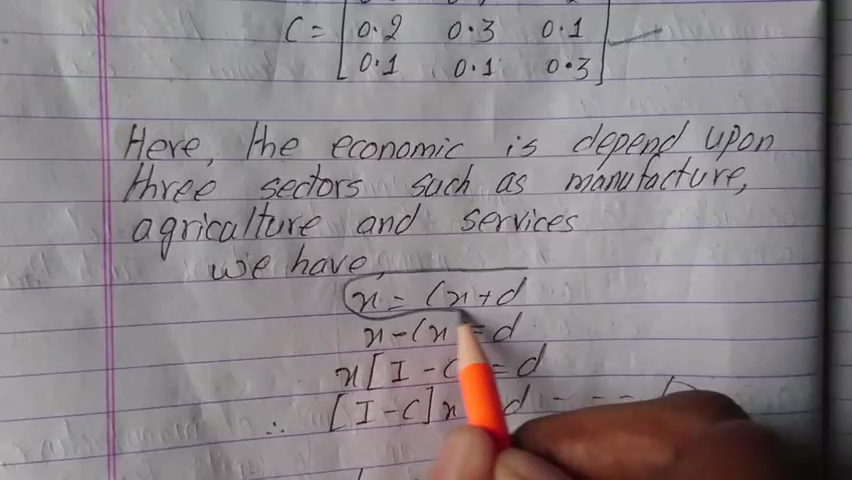 C = 0.2 0.3 0.1
0.1 0.1 0.3
Here, the economic is depend upon
three sectors such as manufacture,
agriculture and services
we have,
x = Cx + d
x - Cx = d
x [ I - C = d
∴ [ I - C ] x d - - -